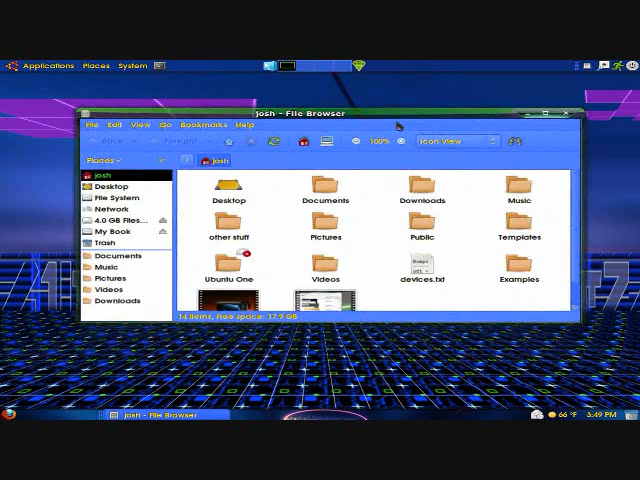 Applications Places System
josh - File Browser
File Edit View Go Bookmarks Help
Back Forward 100% Icon View
Places josh
josh
Desktop
File System
Network
4.0 GB Files...
My Book
Trash
Documents
Music
Pictures
Videos
Downloads
Desktop Documents Downloads Music
other stuff Pictures Public Templates
Ubuntu One Videos devices.txt Examples
14 items, Free space: 17.9 GB
josh - File Browser 66 °F 3:49 PM